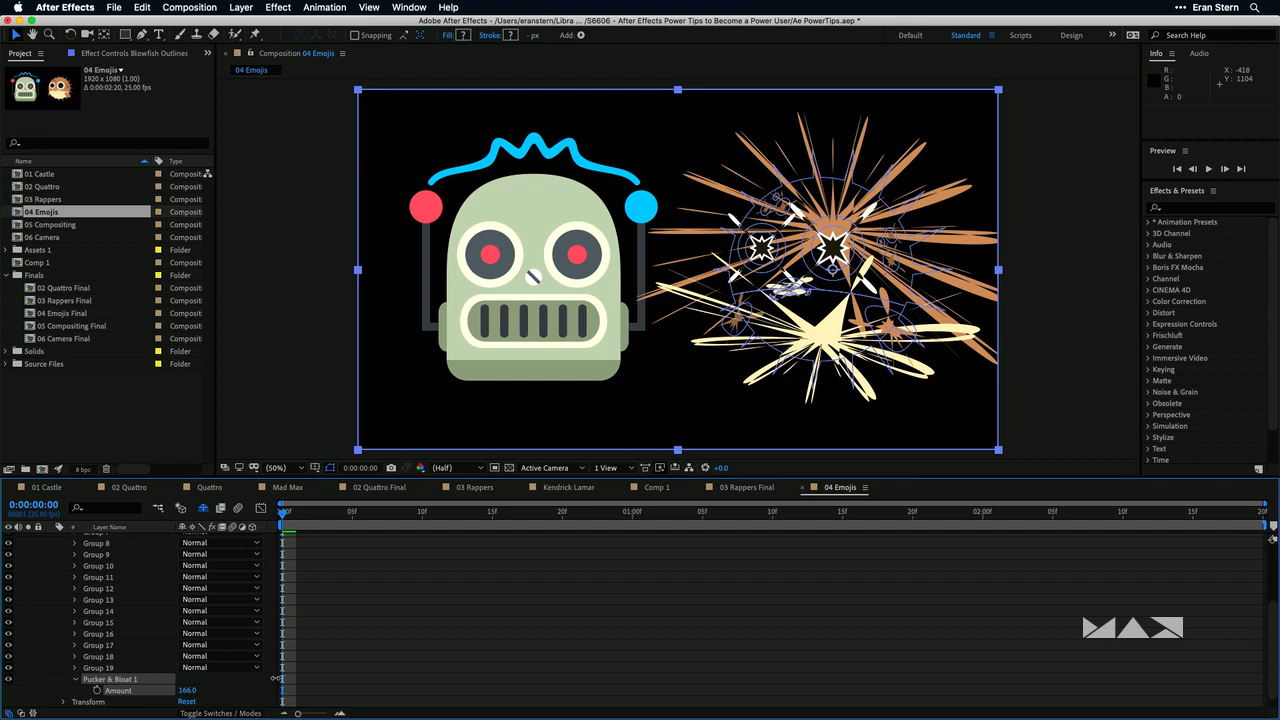 After Effects File Edit Composition Layer Effect Animation View Window Help Eran Stern
Adobe After Effects - /Users/eranstern/Libra ... /S6606 - After Effects Power Tips to Become a Power User/Ae PowerTips.aep *
Snapping Fill: ? Stroke: ? - px Add: Default Standard Scripts Design Search Help
Project Effect Controls Blowfish Outlines Composition 04 Emojis Info Audio
04 Emojis
1920 x 1080 (1.00)
Δ 0:00:02:20, 25.00 fps
04 Emojis
R: X: -418
G: Y: 1104
B:
A: 0
Preview
Effects & Presets
Name Type
01 Castle Composit
02 Quattro Composit
03 Rappers Composit
04 Emojis Composit
05 Compositing Composit
06 Camera Composit
Assets 1 Folder
Comp 1 Composit
Finals Folder
02 Quattro Final Composit
03 Rappers Final Composit
04 Emojis Final Composit
05 Compositing Final Composit
06 Camera Final Composit
Solids Folder
Source Files Folder
* Animation Presets
3D Channel
Audio
Blur & Sharpen
Boris FX Mocha
Channel
CINEMA 4D
Color Correction
Distort
Expression Controls
Frischluft
Generate
Immersive Video
Keying
Matte
Noise & Grain
Obsolete
Perspective
Simulation
Stylize
Text
Time
8 bpc (50%) 0:00:00:00 (Half) Active Camera 1 View +0.0
01 Castle 02 Quattro Quattro Mad Max 02 Quattro Final 03 Rappers Kendrick Lamar Comp 1 03 Rappers Final 04 Emojis
0:00:00:00
00001 (25.00 fps)
05f 10f 15f 20f 01:00f 05f 10f 15f 20f 02:00f 05f 10f 15f 20f
# Layer Name
Group 8 Normal
Group 9 Normal
Group 10 Normal
Group 11 Normal
Group 12 Normal
Group 13 Normal
Group 14 Normal
Group 15 Normal
Group 16 Normal
Group 17 Normal
Group 18 Normal
Group 19 Normal
Pucker & Bloat 1
Amount 166.0
Transform Reset
Toggle Switches / Modes
MAX